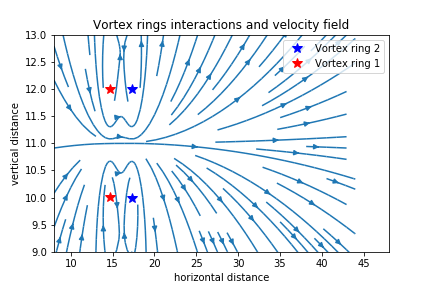 Vortex rings interactions and velocity field
Vortex ring 2
Vortex ring 1
vertical distance
13.0
12.5
12.0
11.5
11.0
10.5
10.0
9.5
9.0
10 15 20 25 30 35 40 45
horizontal distance